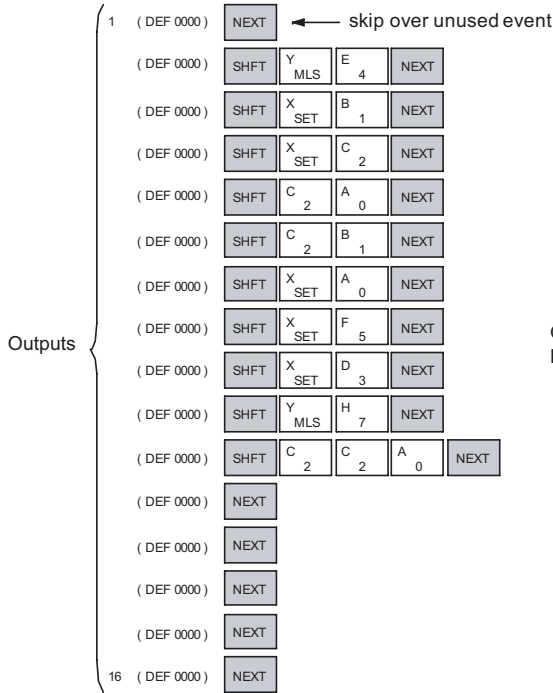 1 ( DEF 0000 ) NEXT skip over unused event
( DEF 0000 ) SHFT Y MLS E 4 NEXT
( DEF 0000 ) SHFT X SET B 1 NEXT
( DEF 0000 ) SHFT X SET C 2 NEXT
( DEF 0000 ) SHFT C 2 A 0 NEXT
( DEF 0000 ) SHFT C 2 B 1 NEXT
( DEF 0000 ) SHFT X SET A 0 NEXT
( DEF 0000 ) SHFT X SET F 5 NEXT
Outputs
( DEF 0000 ) SHFT X SET D 3 NEXT
( DEF 0000 ) SHFT Y MLS H 7 NEXT
( DEF 0000 ) SHFT C 2 C 2 A 0 NEXT
( DEF 0000 ) NEXT
( DEF 0000 ) NEXT
( DEF 0000 ) NEXT
( DEF 0000 ) NEXT
16 ( DEF 0000 ) NEXT